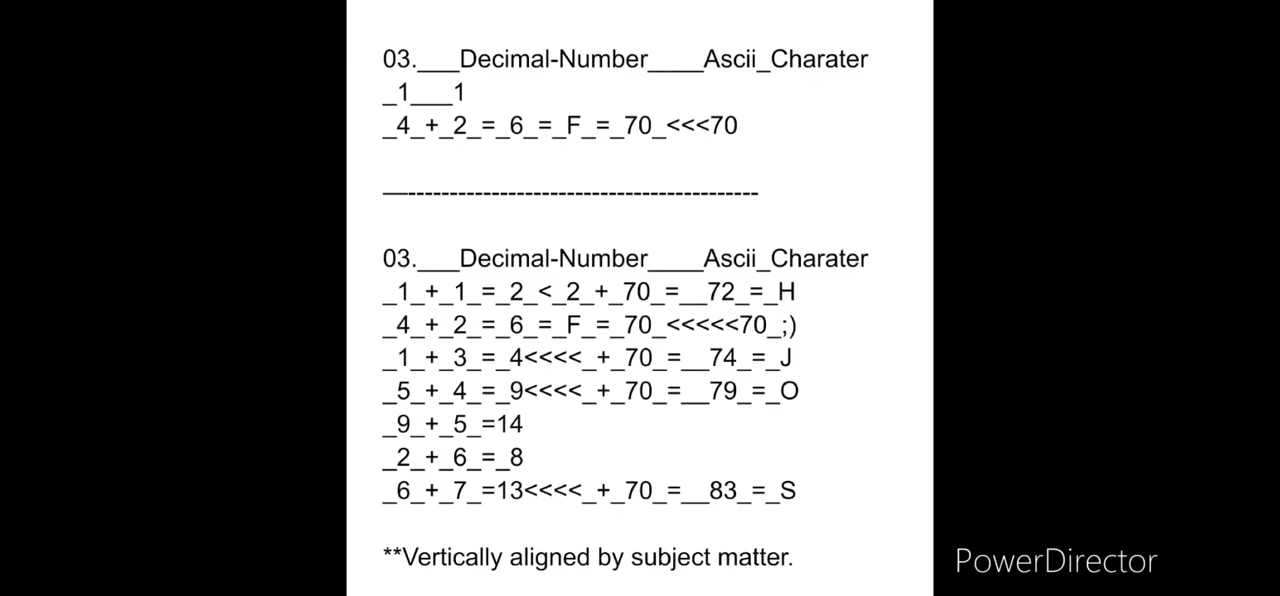 03.___Decimal-Number____Ascii_Charater
_1___1
_4_+_2_=_6_=_F_=_70_<<<70
—------------------------------------------
03.___Decimal-Number____Ascii_Charater
_1_+_1_=_2_<_2_+_70_=__72_=_H
_4_+_2_=_6_=_F_=_70_<<<<<70_;)
_1_+_3_=_4<<<<_+_70_=__74_=_J
_5_+_4_=_9<<<<_+_70_=__79_=_O
_9_+_5_=14
_2_+_6_=_8
_6_+_7_=13<<<<_+_70_=__83_=_S
**Vertically aligned by subject matter.
PowerDirector